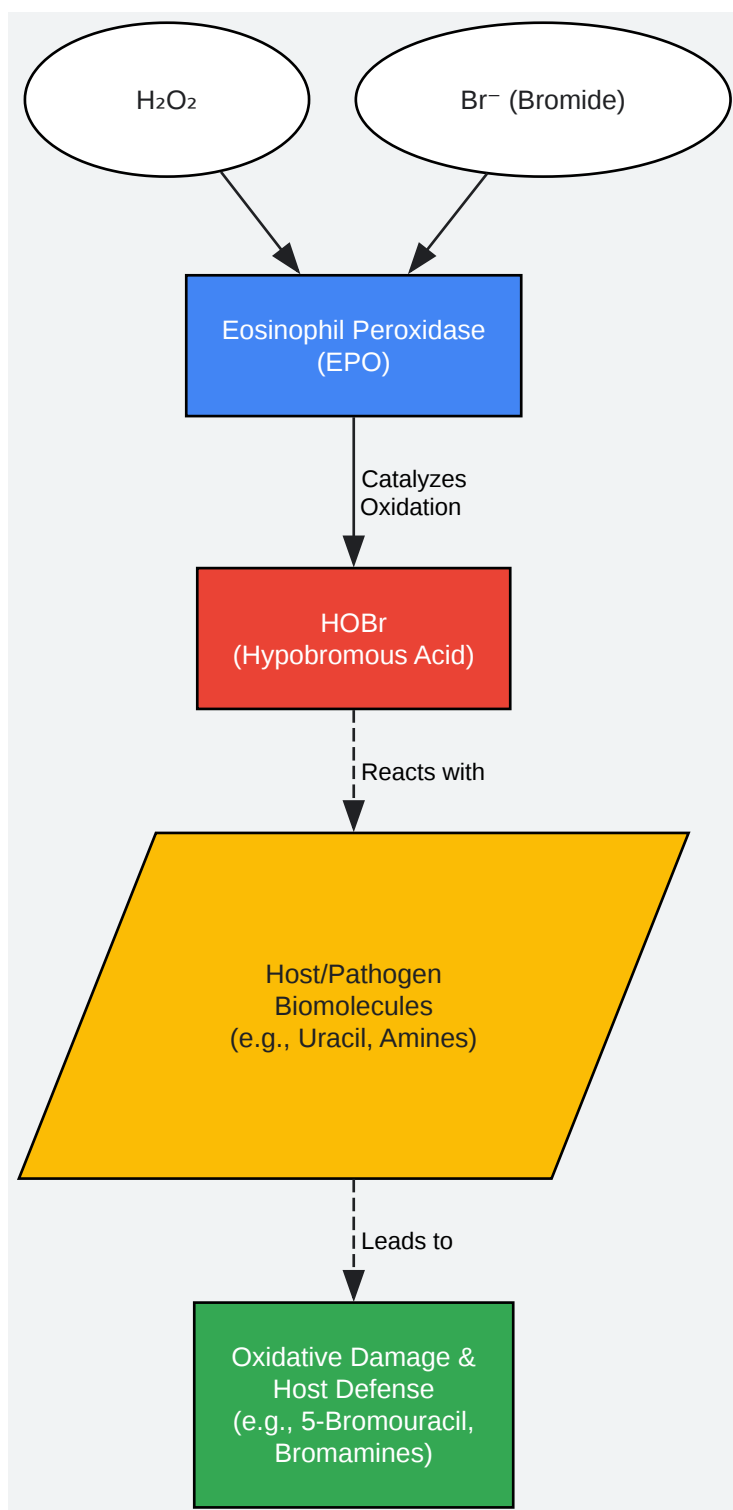 H₂O₂
Br⁻ (Bromide)
Eosinophil Peroxidase
(EPO)
Catalyzes
Oxidation
HOBr
(Hypobromous Acid)
Reacts with
Host/Pathogen
Biomolecules
(e.g., Uracil, Amines)
Leads to
Oxidative Damage &
Host Defense
(e.g., 5-Bromouracil,
Bromamines)